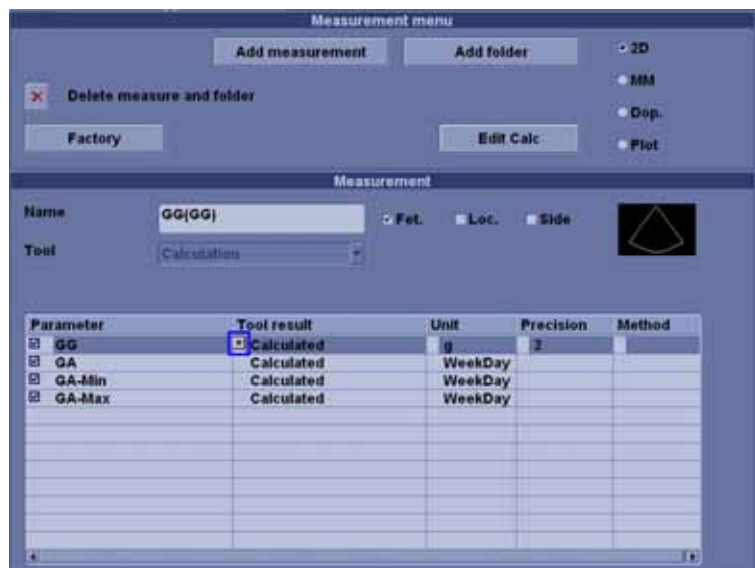 Measurement menu
Add measurement Add folder 2D
MM
Delete measure and folder
Dop.
Factory Edit Calc Plot
Measurement
Name GG(GG) Fet. Loc. Side
Tool Calculation
Parameter Tool result Unit Precision Method
GG Calculated g 2
GA Calculated WeekDay
GA-Min Calculated WeekDay
GA-Max Calculated WeekDay